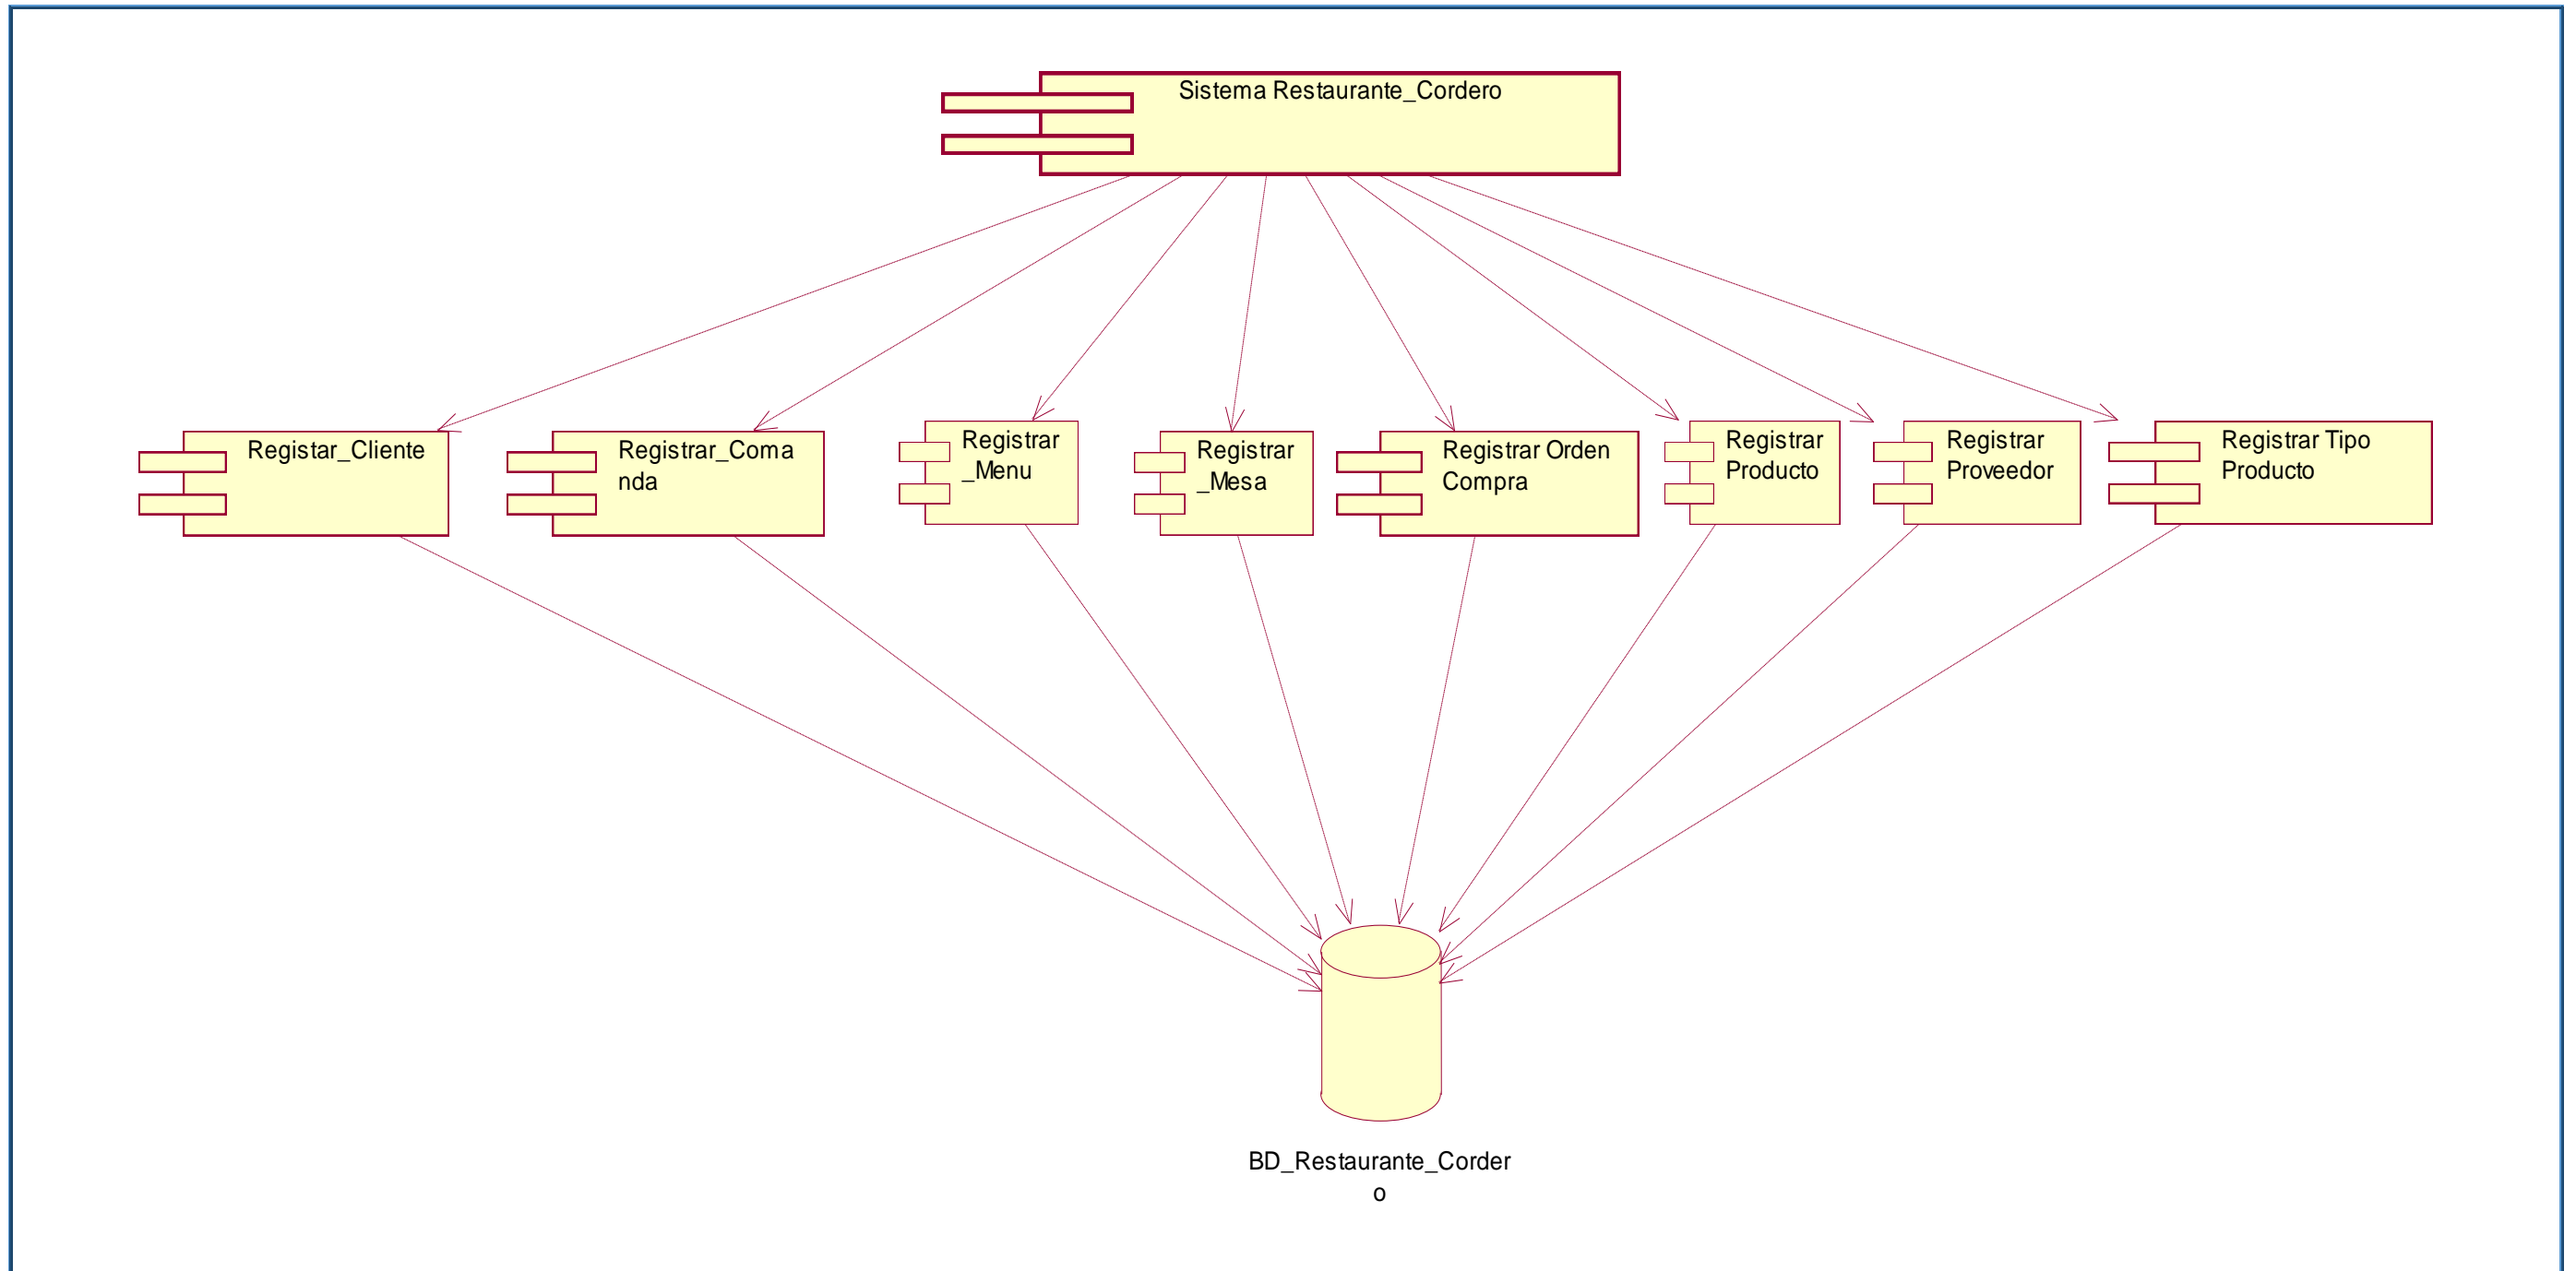 Sistema Restaurante_Cordero
Registar_Cliente
Registrar_Coma
nda
Registrar
_Menu
Registrar
_Mesa
Registrar Orden
Compra
Registrar
Producto
Registrar
Proveedor
Registrar Tipo
Producto
BD_Restaurante_Corder
o